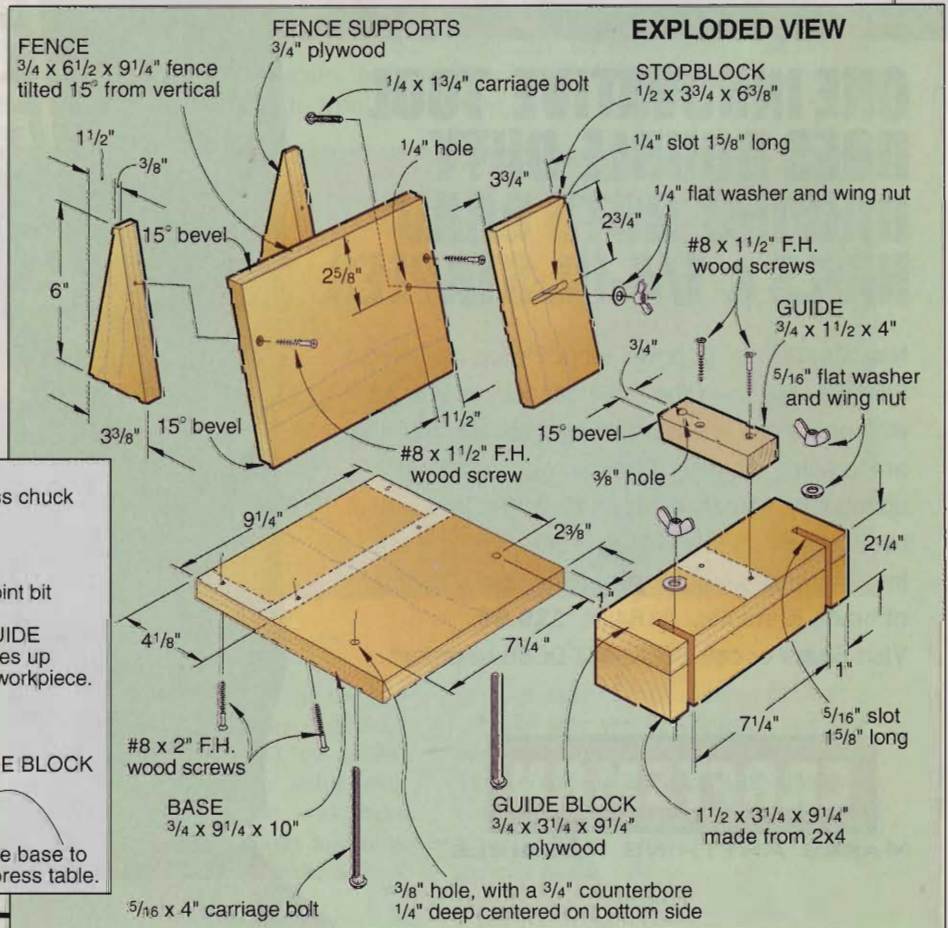 EXPLODED VIEW
FENCE
3/4 x 6 1/2 x 9 1/4" fence
tilted 15° from vertical
FENCE SUPPORTS
3/4" plywood
1/4 x 1 3/4" carriage bolt
1/4" hole
STOPBLOCK
1/2 x 3 3/4 x 6 3/8"
1/4" slot 1 5/8" long
1/4" flat washer and wing nut
1 1/2"
3/8"
3 3/4"
2 3/4"
#8 x 1 1/2" F.H.
wood screws
15° bevel
2 5/8"
6"
GUIDE
3/4 x 1 1/2 x 4"
5/16" flat washer
and wing nut
3/4"
15° bevel
3/8" hole
3 3/8"
15° bevel
1 1/2"
#8 x 1 1/2" F.H.
wood screw
9 1/4"
2 3/8"
1"
2 1/4"
4 1/8"
7 1/4"
1"
7 1/4"
5/16" slot
1 5/8" long
#8 x 2" F.H.
wood screws
BASE
3/4 x 9 1/4 x 10"
GUIDE BLOCK
3/4 x 3 1/4 x 9 1/4"
plywood
1 1/2 x 3 1/4 x 9 1/4"
made from 2x4
5/16 x 4" carriage bolt
3/8" hole, with a 3/4" counterbore
1/4" deep centered on bottom side
chuck
bit
up
workpiece.
BLOCK
base to
table.